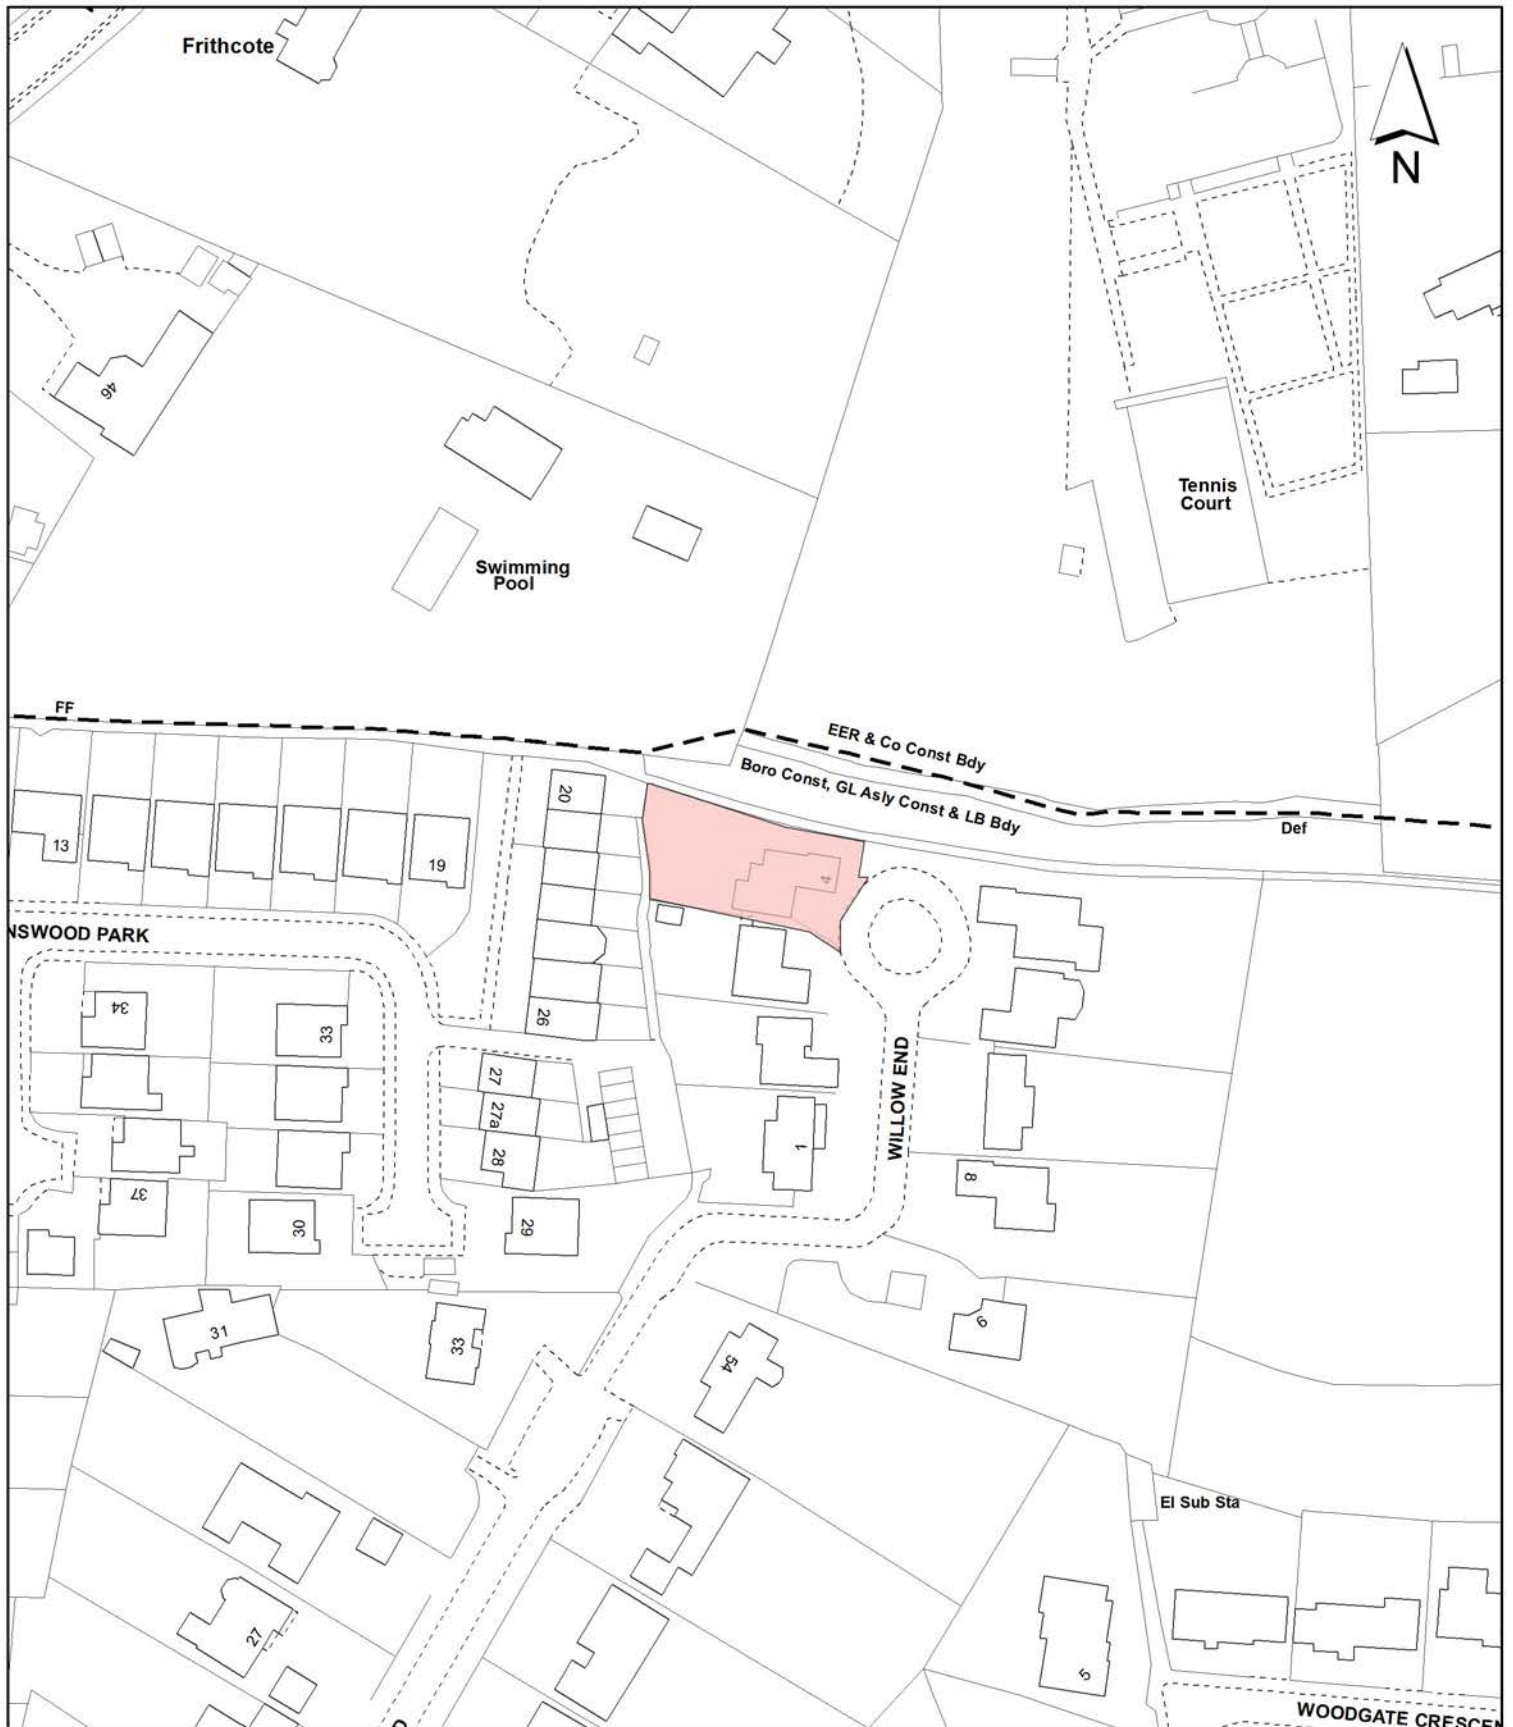 Frithcote
N
46
Tennis
Court
Swimming
Pool
FF
EER & Co Const Bdy
Boro Const, GL Asly Const & LB Bdy
Def
20
13
19
4
NSWOOD PARK
34
33
26
27
27a
28
WILLOW END
1
8
37
30
29
31
33
9
54
El Sub Sta
27
5
WOODGATE CRESCEN